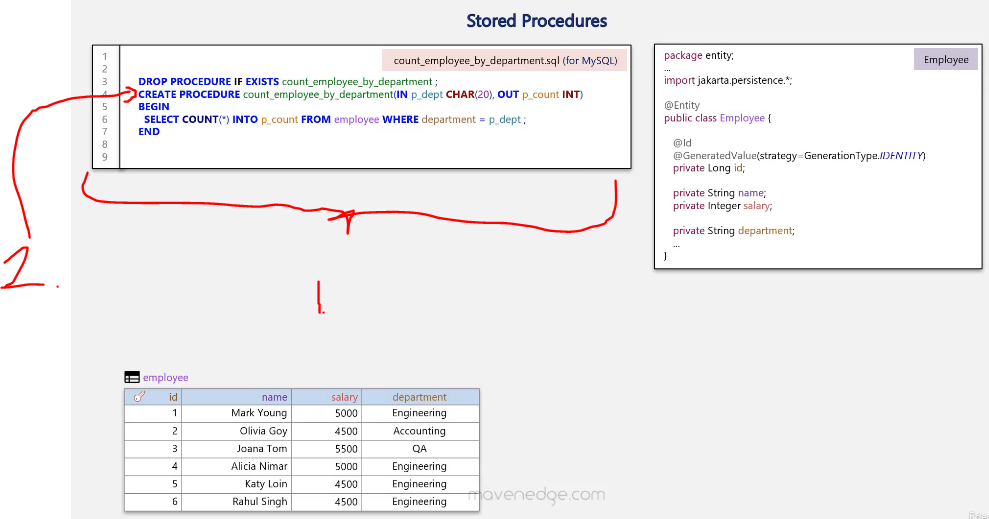 Stored Procedures
1
2
3
4
5
6
7
8
9
count_employee_by_department.sql (for MySQL)
DROP PROCEDURE IF EXISTS count_employee_by_department ;
CREATE PROCEDURE count_employee_by_department(IN p_dept CHAR(20), OUT p_count INT)
BEGIN
SELECT COUNT(*) INTO p_count FROM employee WHERE department = p_dept ;
END
Employee
package entity;
...
import jakarta.persistence.*;
@Entity
public class Employee {
@Id
@GeneratedValue(strategy=GenerationType.IDENTITY)
private Long id;
private String name;
private Integer salary;
private String department;
...
}
2.
1.
employee
id name salary department
1 Mark Young 5000 Engineering
2 Olivia Goy 4500 Accounting
3 Joana Tom 5500 QA
4 Alicia Nimar 5000 Engineering
5 Katy Loin 4500 Engineering
6 Rahul Singh 4500 Engineering
mavenedge.com